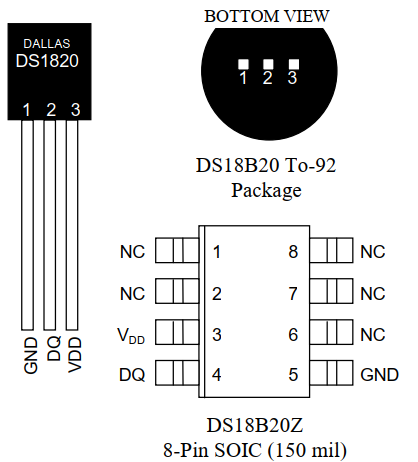 BOTTOM VIEW
DALLAS
DS1820
1 2 3
1 2 3
GND DQ VDD
DS18B20 To-92
Package
NC 1 8 NC
NC 2 7 NC
VDD 3 6 NC
DQ 4 5 GND
DS18B20Z
8-Pin SOIC (150 mil)